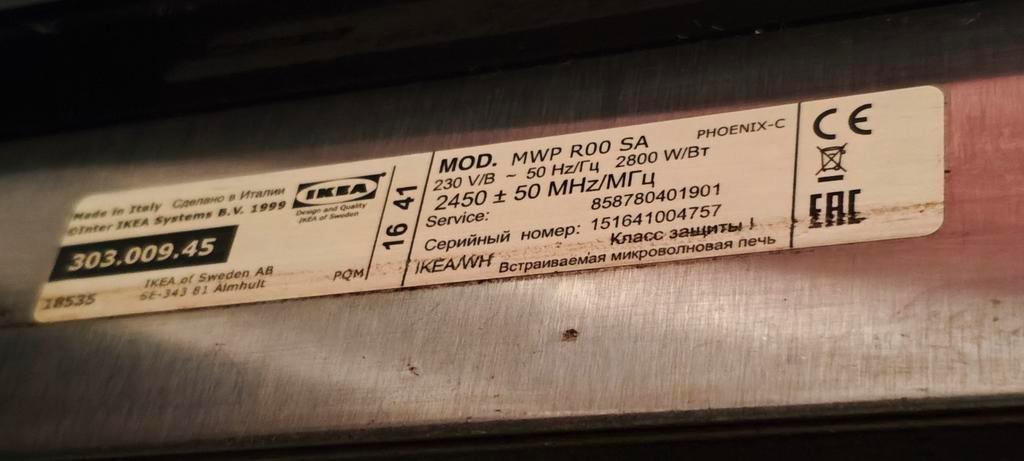 Made in Italy Сделано в Италии
©Inter IKEA Systems B.V. 1999
IKEA
Design and Quality
IKEA of Sweden
303.009.45
IKEA of Sweden AB
SE-343 81 Älmhult
18535
PQM
16 41
MOD. MWP R00 SA PHOENIX-C
230 V/В ~ 50 Hz/Гц 2800 W/Вт
2450 ± 50 MHz/МГц
Service: 858780401901
Серийный номер: 151641004757
Класс защиты I
IKEA/WH Встраиваемая микроволновая печь
CE
EAC